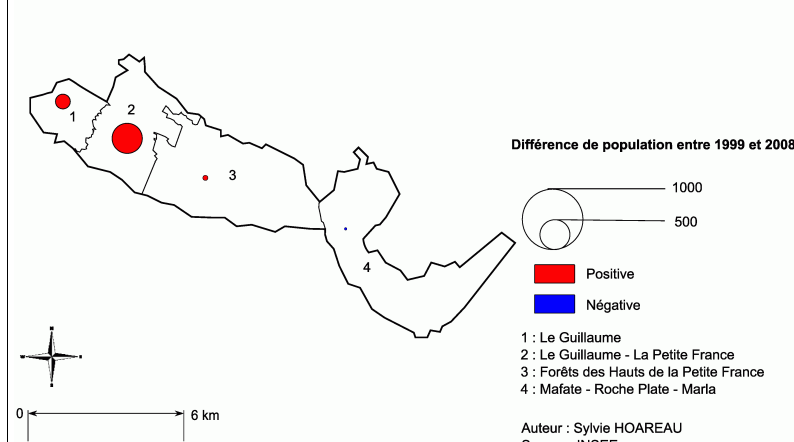 1
2
3
4
Différence de population entre 1999 et 2008
1000
500
Positive
Négative
1 : Le Guillaume
2 : Le Guillaume - La Petite France
3 : Forêts des Hauts de la Petite France
4 : Mafate - Roche Plate - Marla
0
6 km
Auteur : Sylvie HOAREAU